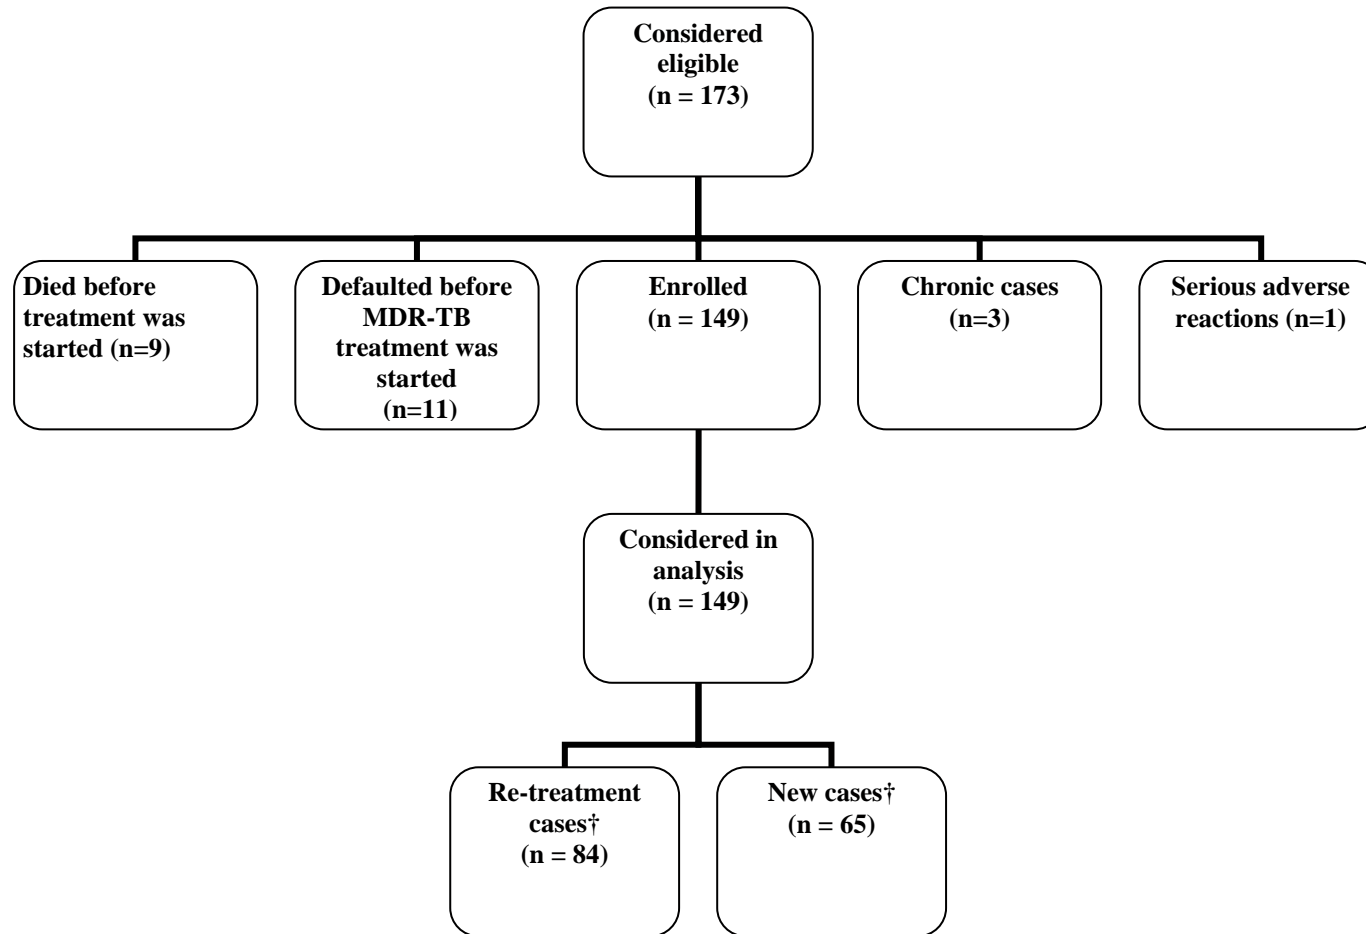 Considered
eligible
(n = 173)
Died before
treatment was
started (n=9)
Defaulted before
MDR-TB
treatment was
started
(n=11)
Enrolled
(n = 149)
Chronic cases
(n=3)
Serious adverse
reactions (n=1)
Considered in
analysis
(n = 149)
Re-treatment
cases†
(n = 84)
New cases†
(n = 65)